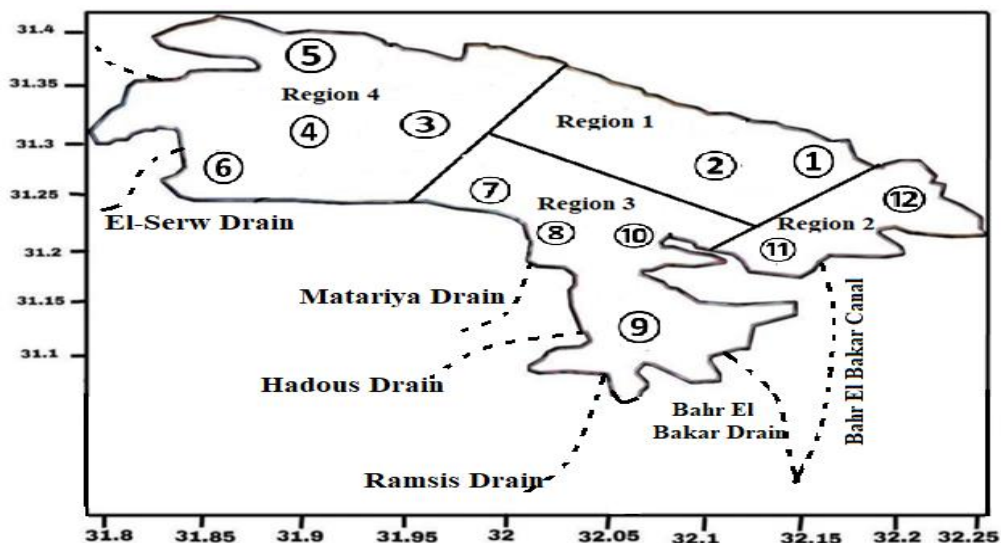 31.4
31.35
31.3
31.25
31.2
31.15
31.1
5
Region 4
4
3
6
Region 1
2
1
12
7
Region 3
8
10
Region 2
11
9
El-Serw Drain
Matariya Drain
Hadous Drain
Ramsis Drain
Bahr El
Bakar Drain
Bahr El Bakar Canal
31.8
31.85
31.9
31.95
32
32.05
32.1
32.15
32.2
32.25